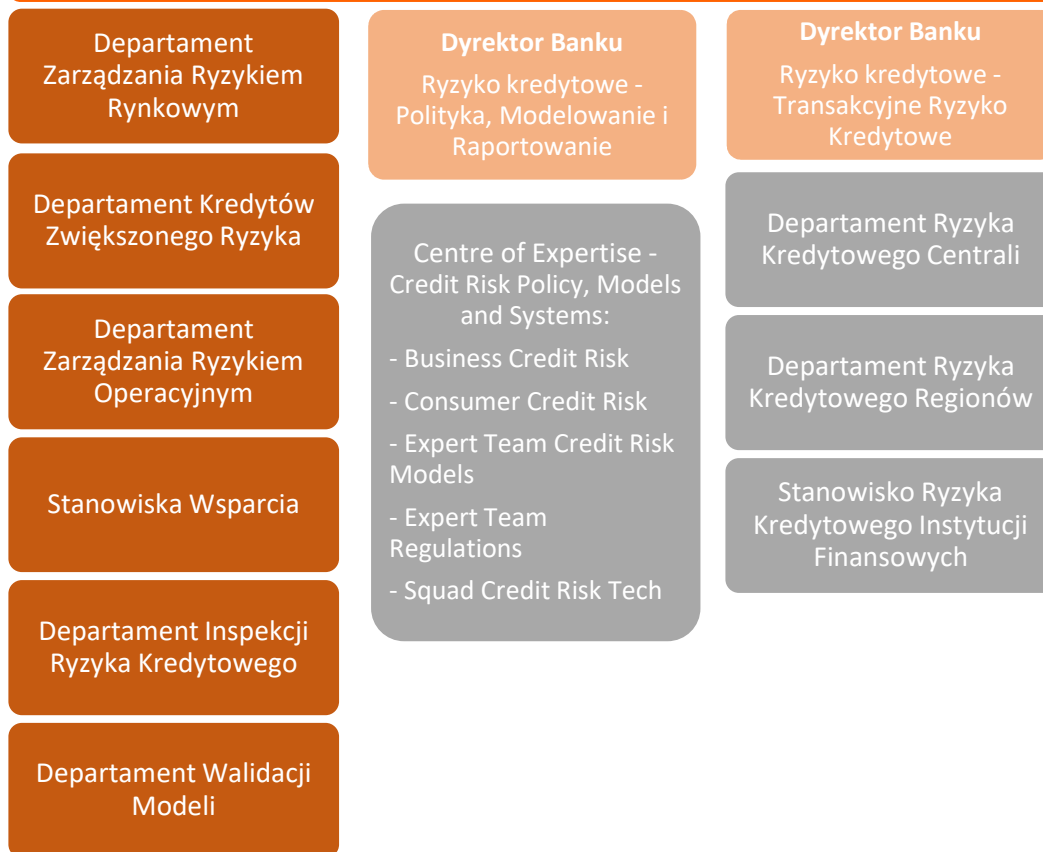 Departament
Zarządzania Ryzykiem
Rynkowym
Departament Kredytów
Zwiększonego Ryzyka
Departament
Zarządzania Ryzykiem
Operacyjnym
Stanowiska Wsparcia
Departament Inspekcji
Ryzyka Kredytowego
Departament Walidacji
Modeli
Dyrektor Banku
Ryzyko kredytowe -
Polityka, Modelowanie i
Raportowanie
Centre of Expertise -
Credit Risk Policy, Models
and Systems:
- Business Credit Risk
- Consumer Credit Risk
- Expert Team Credit Risk
Models
- Expert Team
Regulations
- Squad Credit Risk Tech
Dyrektor Banku
Ryzyko kredytowe -
Transakcyjne Ryzyko
Kredytowe
Departament Ryzyka
Kredytowego Centrali
Departament Ryzyka
Kredytowego Regionów
Stanowisko Ryzyka
Kredytowego Instytucji
Finansowych